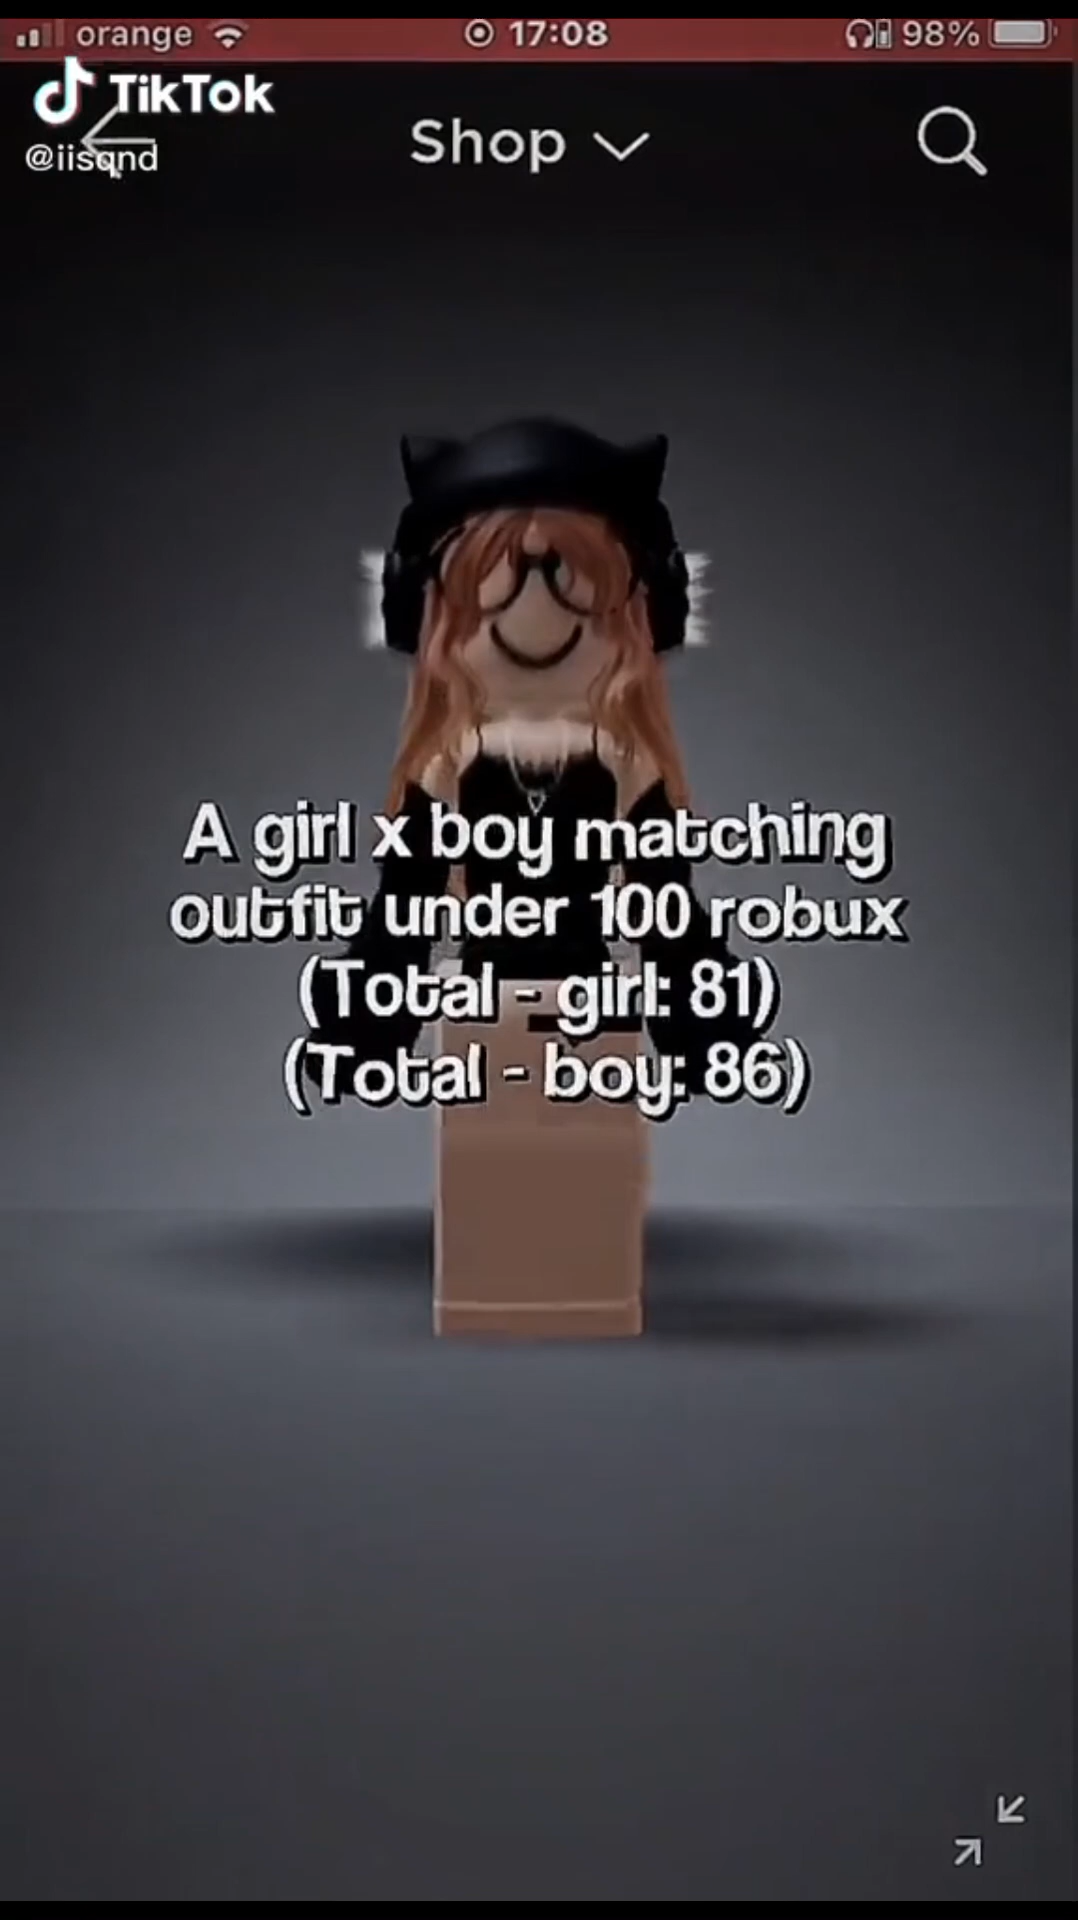 orange 17:08 98%
TikTok
@iisqnd
Shop
A girl x boy matching
outfit under 100 robux
(Total - girl: 81)
(Total - boy: 86)